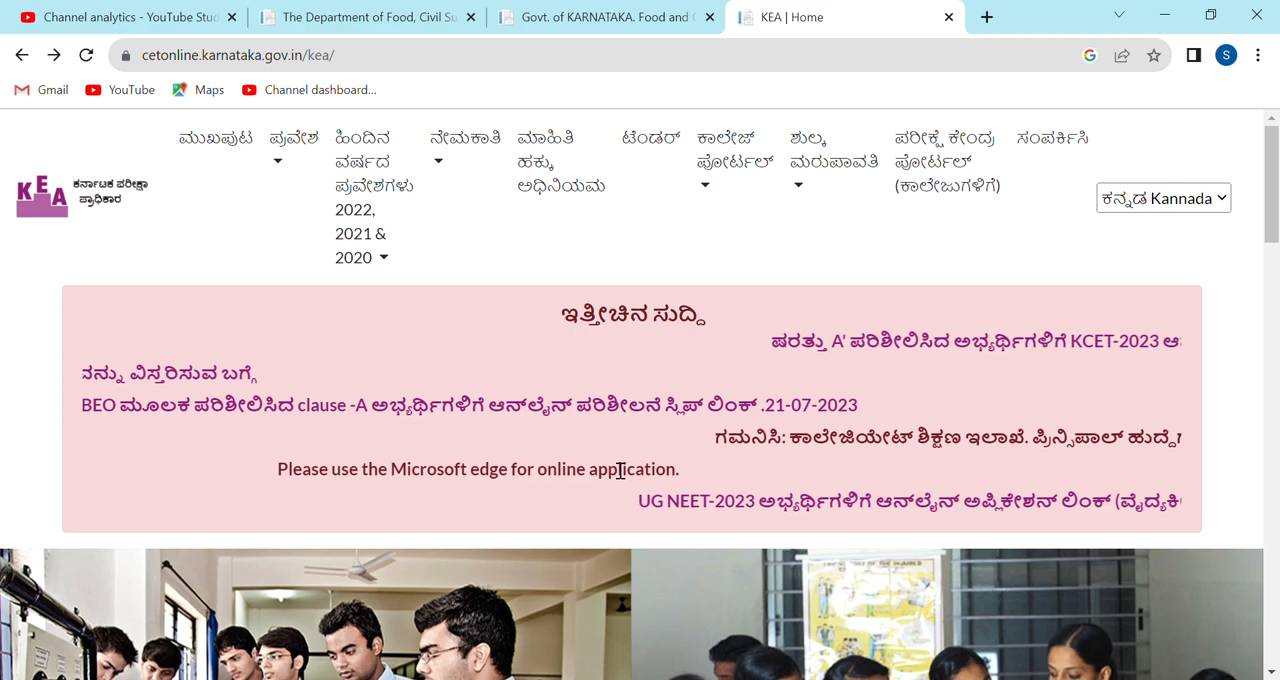 Channel analytics - YouTube Stud
The Department of Food, Civil Su
Govt. of KARNATAKA. Food and C
KEA | Home
cetonline.karnataka.gov.in/kea/
S
Gmail
YouTube
Maps
Channel dashboard...
KEA
ಕರ್ನಾಟಕ ಪರೀಕ್ಷಾ
ಪ್ರಾಧಿಕಾರ
ಮುಖಪುಟ
ಪ್ರವೇಶ
ಹಿಂದಿನ
ವರ್ಷದ
ಪ್ರವೇಶಗಳು
2022,
2021 &
2020
ನೇಮಕಾತಿ
ಮಾಹಿತಿ
ಹಕ್ಕು
ಅಧಿನಿಯಮ
ಟೆಂಡರ್
ಕಾಲೇಜ್
ಪೋರ್ಟಲ್
ಶುಲ್ಕ
ಮರುಪಾವತಿ
ಪರೀಕ್ಷೆ ಕೇಂದ್ರ
ಪೋರ್ಟಲ್
(ಕಾಲೇಜುಗಳಿಗೆ)
ಸಂಪರ್ಕಿಸಿ
ಕನ್ನಡ Kannada
ಇತ್ತೀಚಿನ ಸುದ್ದಿ
ಷರತ್ತು A' ಪರಿಶೀಲಿಸಿದ ಅಭ್ಯರ್ಥಿಗಳಿಗೆ KCET-2023
ನನ್ನು ವಿಸ್ತರಿಸುವ ಬಗ್ಗೆ
BEO ಮೂಲಕ ಪರಿಶೀಲಿಸಿದ clause -A ಅಭ್ಯರ್ಥಿಗಳಿಗೆ ಆನ್‌ಲೈನ್ ಪರಿಶೀಲನೆ ಸ್ಲಿಪ್ ಲಿಂಕ್ .21-07-2023
ಗಮನಿಸಿ: ಕಾಲೇಜಿಯೇಟ್ ಶಿಕ್ಷಣ ಇಲಾಖೆ. ಪ್ರಿನ್ಸಿಪಾಲ್
Please use the Microsoft edge for online application.
UG NEET-2023 ಅಭ್ಯರ್ಥಿಗಳಿಗೆ ಆನ್‌ಲೈನ್ ಅಪ್ಲಿಕೇಶನ್ ಲಿಂಕ್